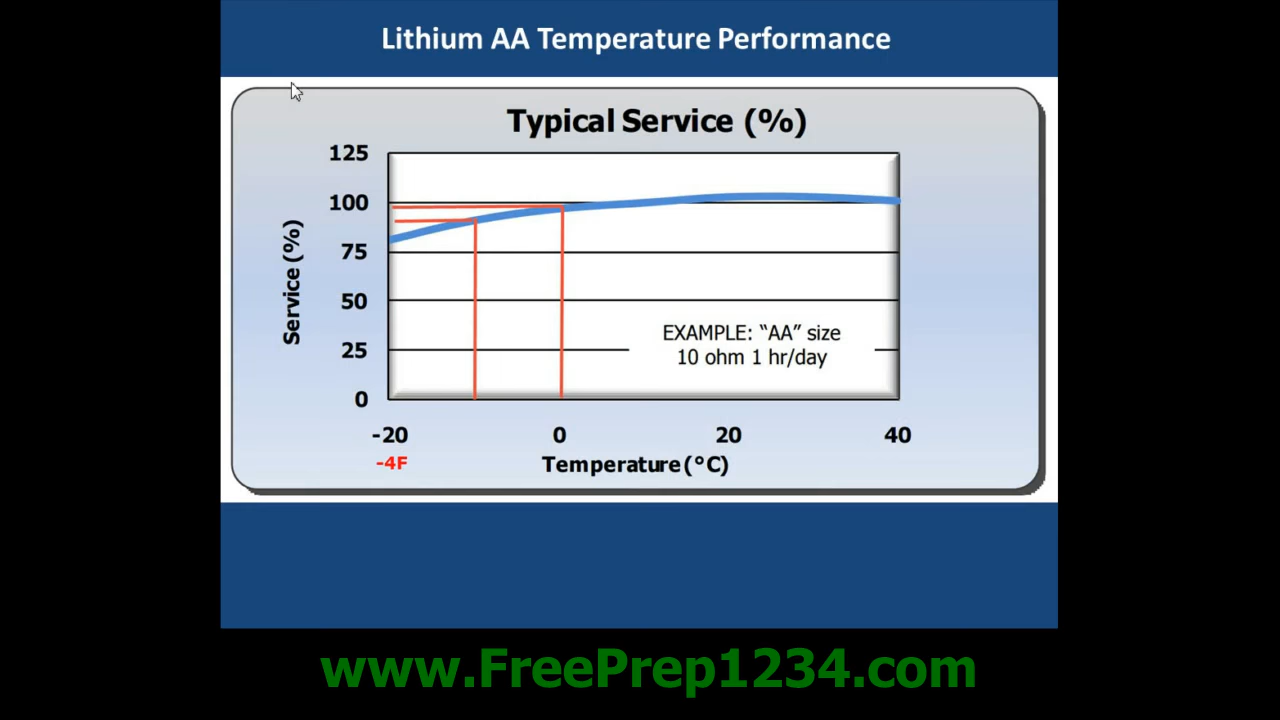 Lithium AA Temperature Performance
Typical Service (%)
125
100
75
50
25
0
Service (%)
EXAMPLE: “AA” size
10 ohm 1 hr/day
-20 0 20 40
-4F
Temperature (°C)
www.FreePrep1234.com